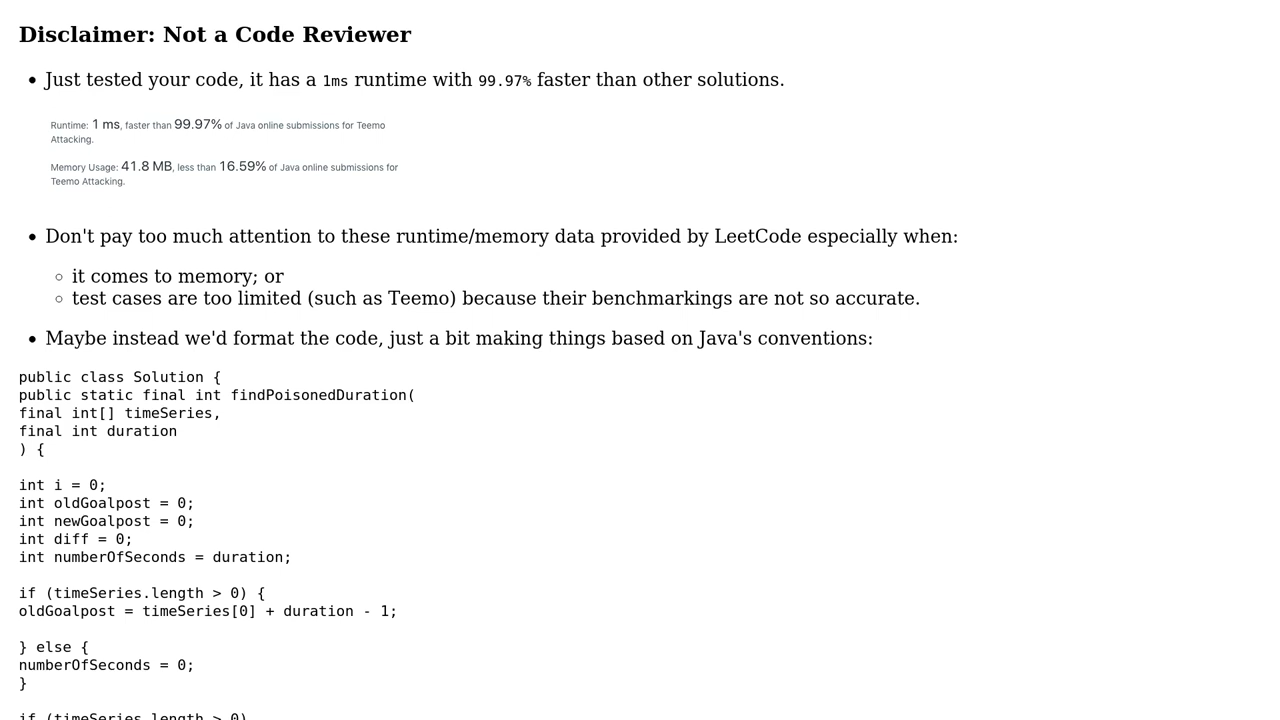 Disclaimer: Not a Code Reviewer
Just tested your code, it has a 1ms runtime with 99.97% faster than other solutions.
Runtime: 1 ms, faster than 99.97% of Java online submissions for Teemo
Attacking.
Memory Usage: 41.8 MB, less than 16.59% of Java online submissions for
Teemo Attacking.
Don't pay too much attention to these runtime/memory data provided by LeetCode especially when:
it comes to memory; or
test cases are too limited (such as Teemo) because their benchmarkings are not so accurate.
Maybe instead we'd format the code, just a bit making things based on Java's conventions:
public class Solution {
public static final int findPoisonedDuration(
final int[] timeSeries,
final int duration
) {
int i = 0;
int oldGoalpost = 0;
int newGoalpost = 0;
int diff = 0;
int numberOfSeconds = duration;
if (timeSeries.length > 0) {
oldGoalpost = timeSeries[0] + duration - 1;
} else {
numberOfSeconds = 0;
}
if (timeSeries.length > 0)